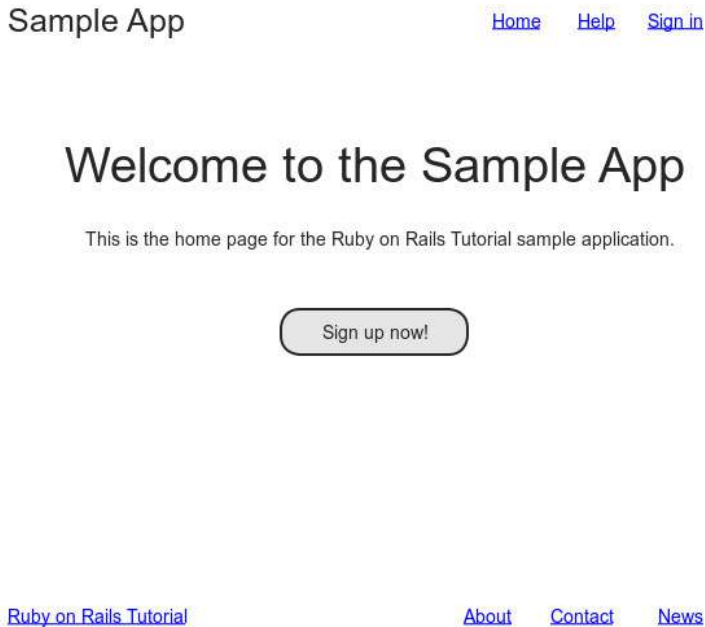 Sample App Home Help Sign in
Welcome to the Sample App
This is the home page for the Ruby on Rails Tutorial sample application.
Sign up now!
Ruby on Rails Tutorial About Contact News